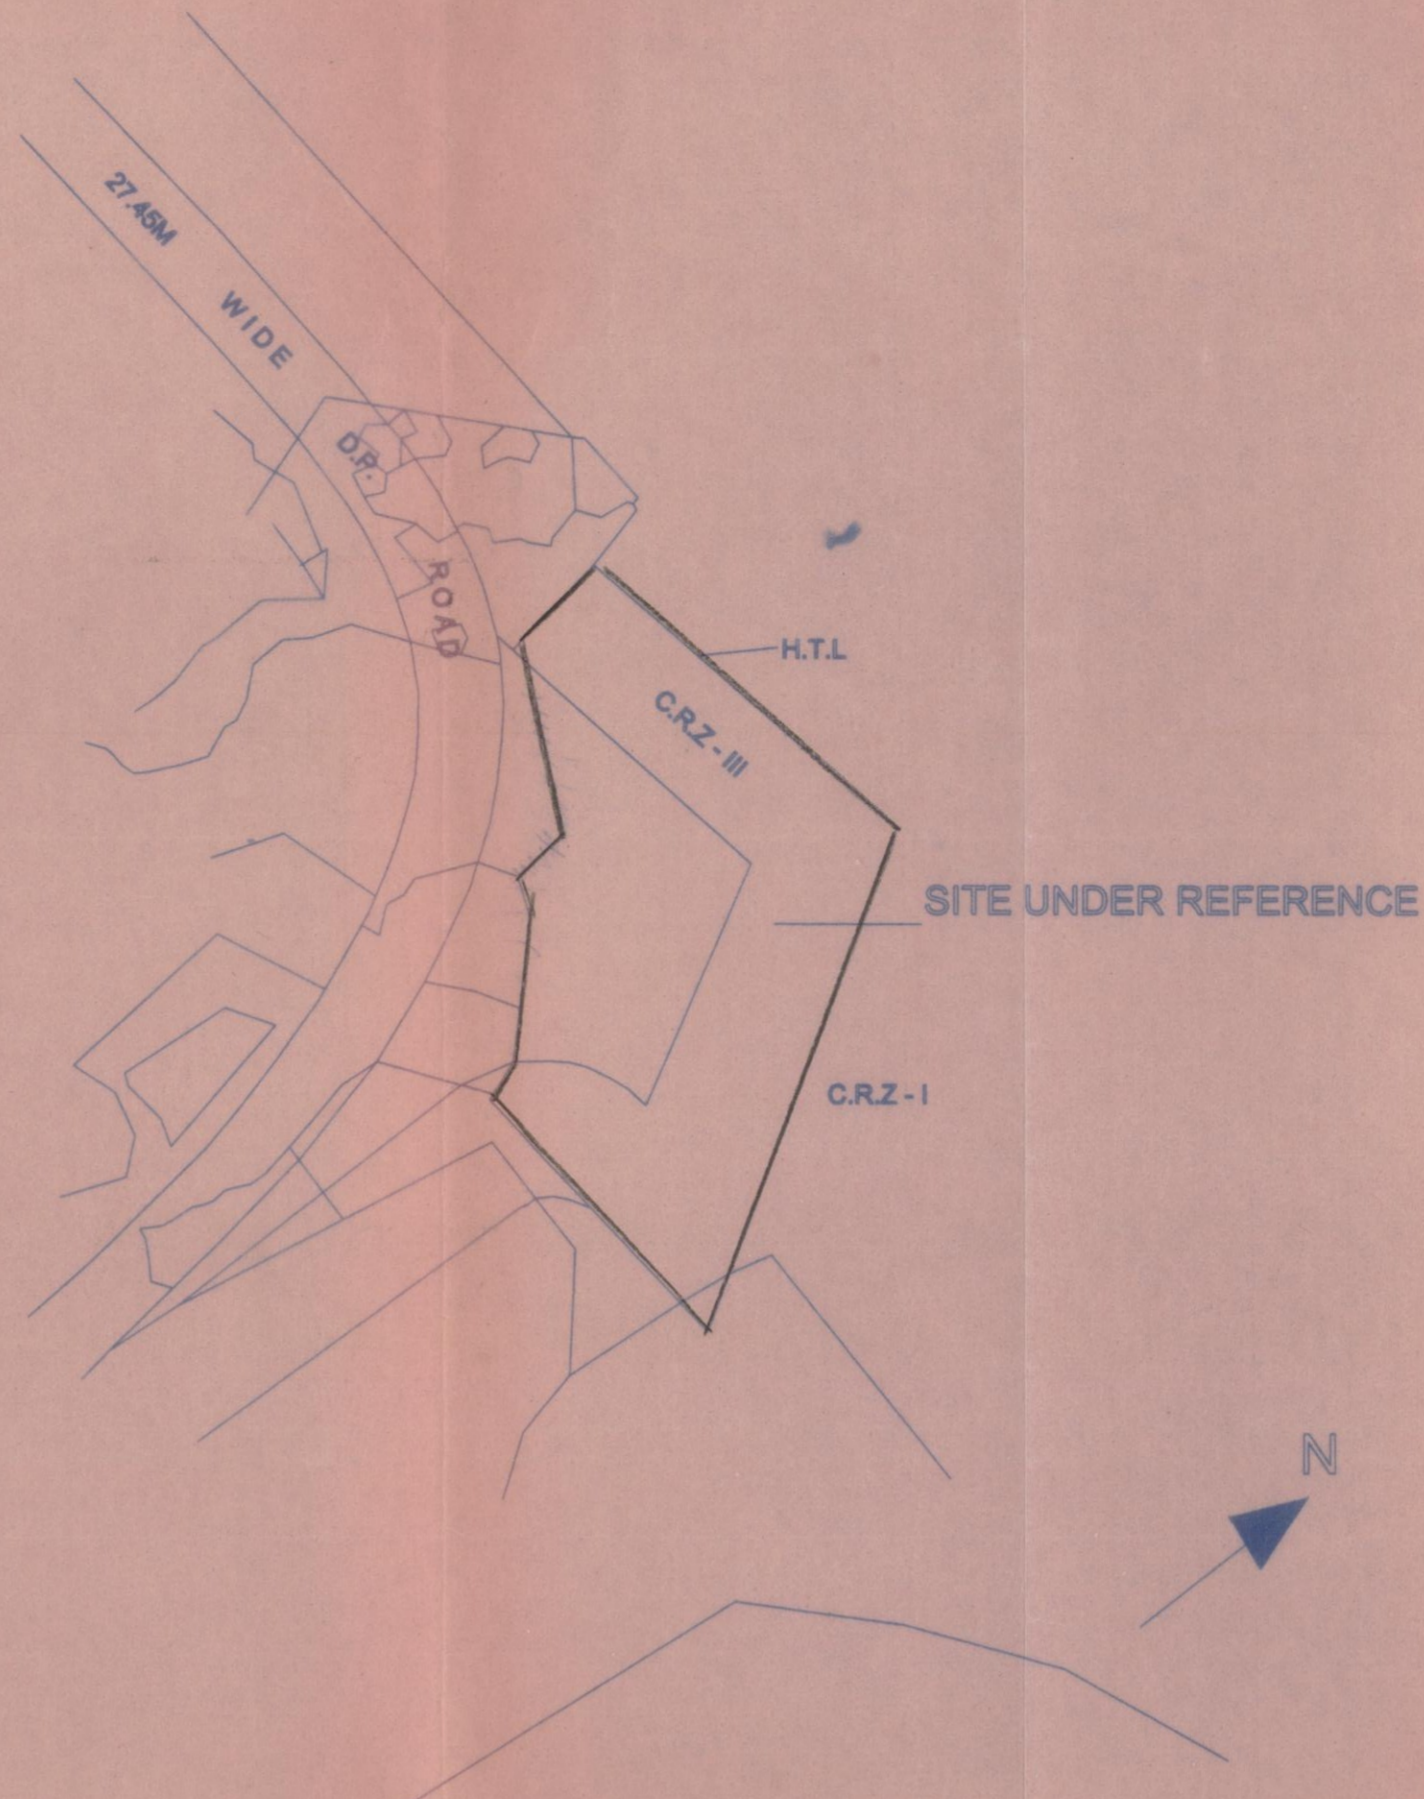 27.45M WIDE
D.P. ROAD
H.T.L
C.R.Z - III
SITE UNDER REFERENCE
C.R.Z - I
N